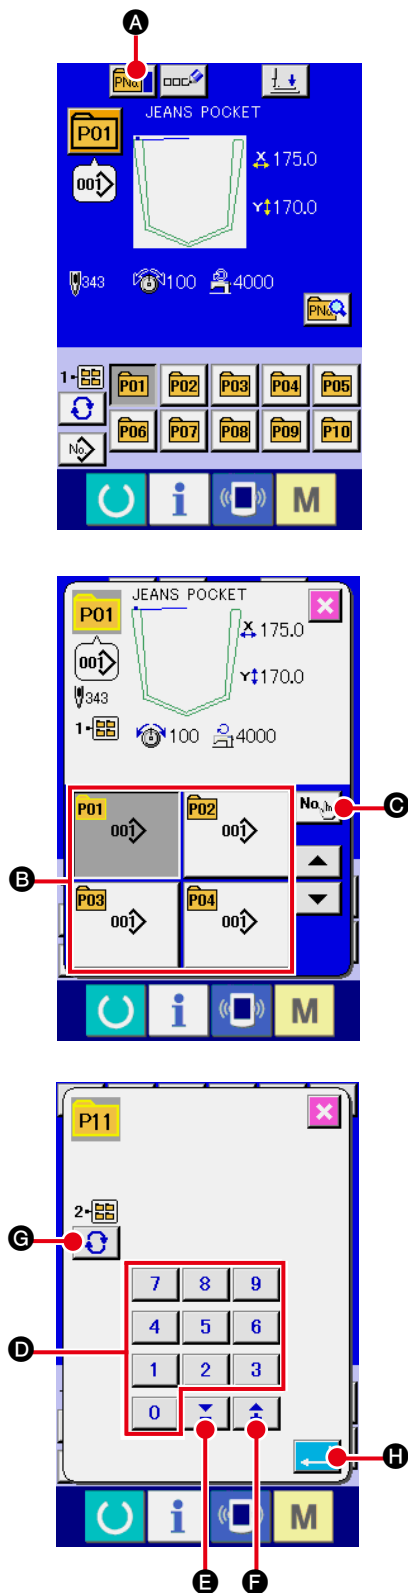 A
PNo.
JEANS POCKET
P01
001
X 175.0
Y 170.0
343 100 4000
PNo.
1 P01 P02 P03 P04 P05
P06 P07 P08 P09 P10
No.
i M
JEANS POCKET
P01
X 175.0
001
Y 170.0
343
1 100 4000
P01 001 P02 001 No. C
B
P03 001 P04 001
i M
P11
2
G
7 8 9
4 5 6
D
1 2 3
0
H
i M
E F